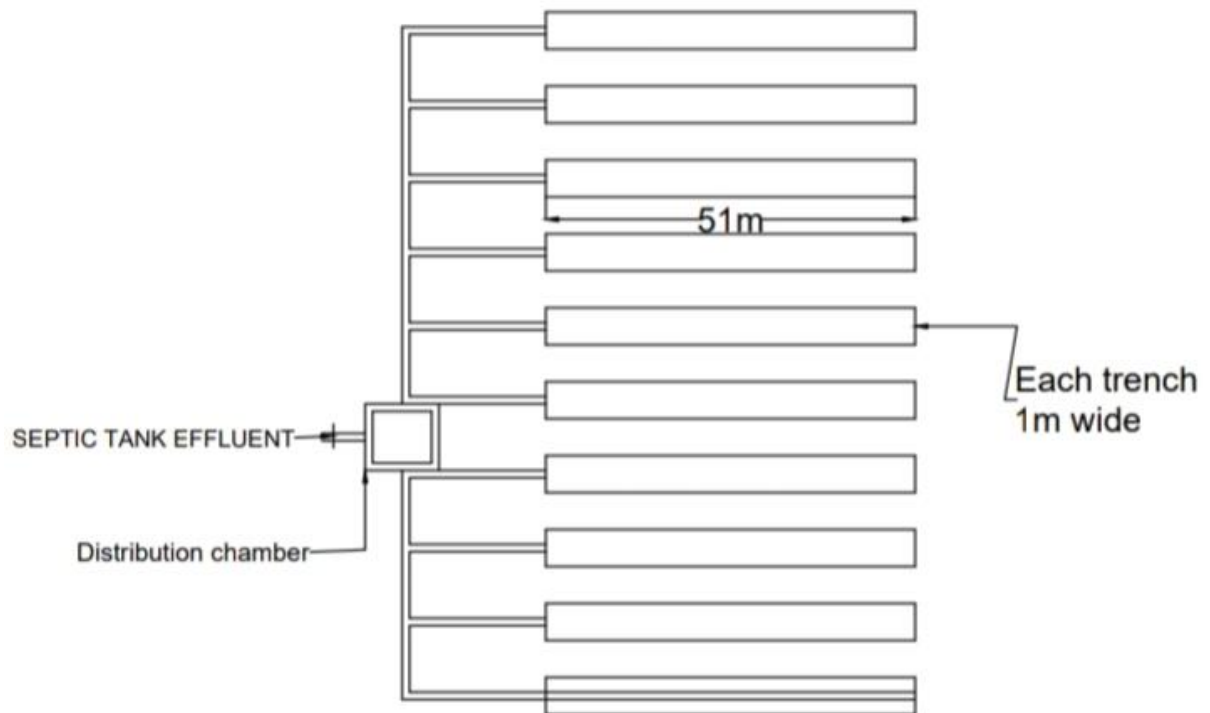 51m
Each trench
1m wide
SEPTIC TANK EFFLUENT
Distribution chamber